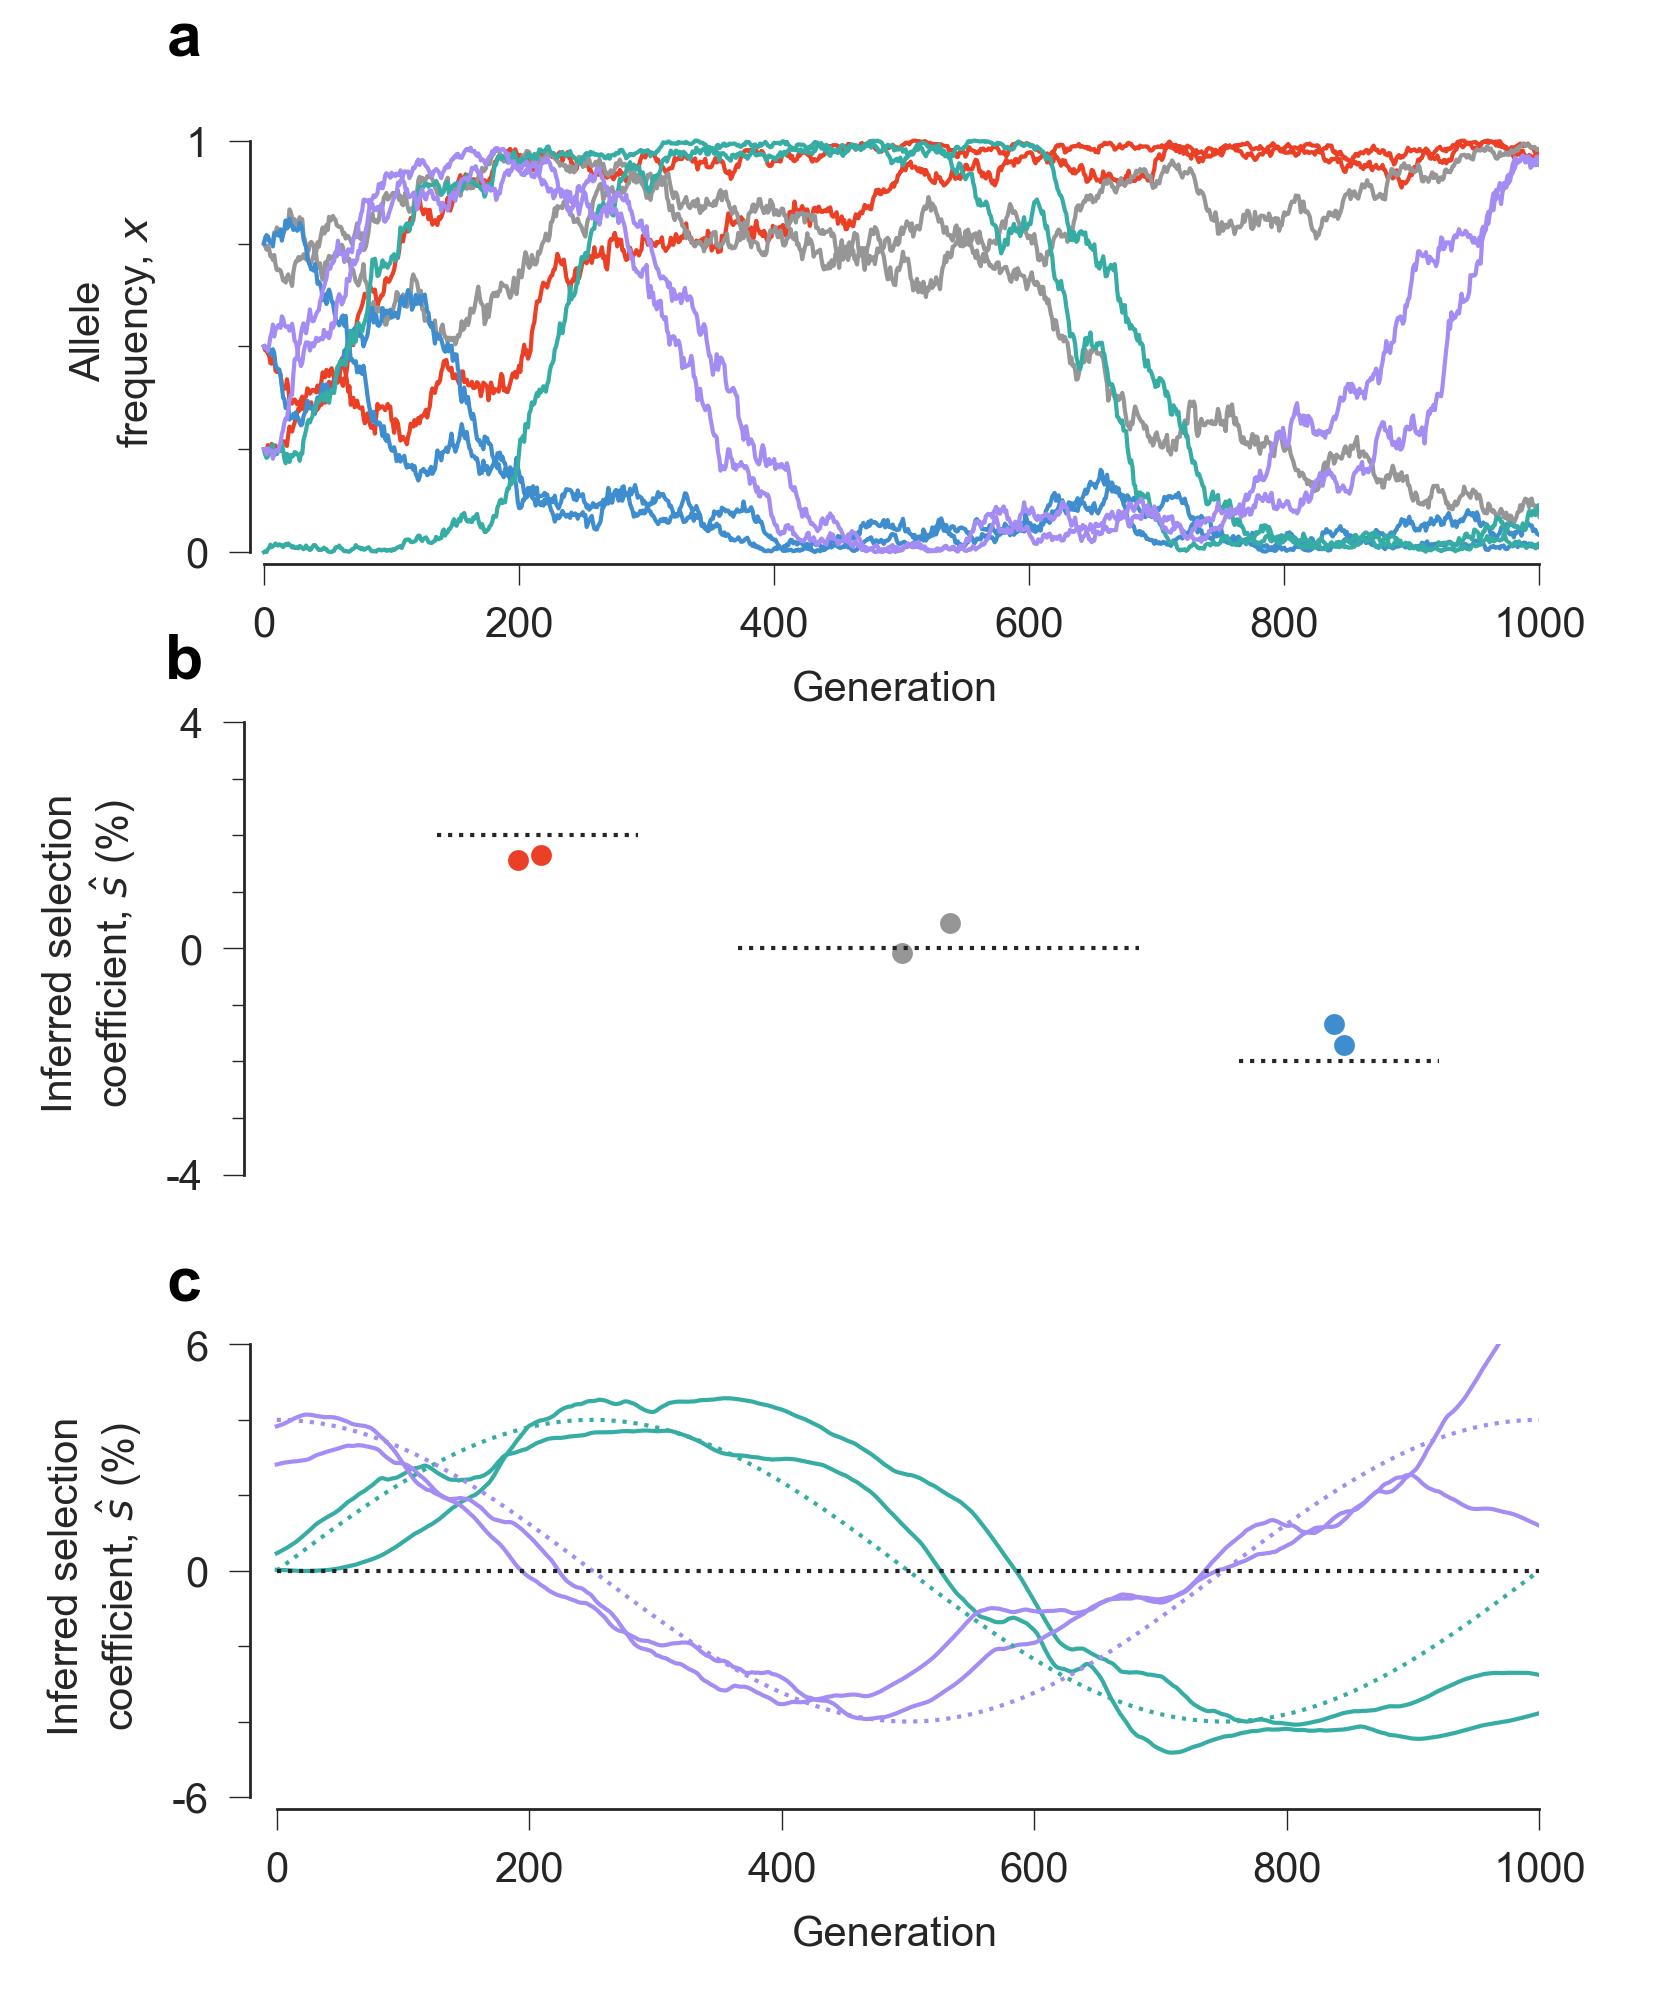 a
1
0
Allele
frequency, x
0 200 400 600 800 1000
Generation
b
4
0
-4
Inferred selection
coefficient, ŝ (%)
c
6
0
-6
Inferred selection
coefficient, ŝ (%)
0 200 400 600 800 1000
Generation